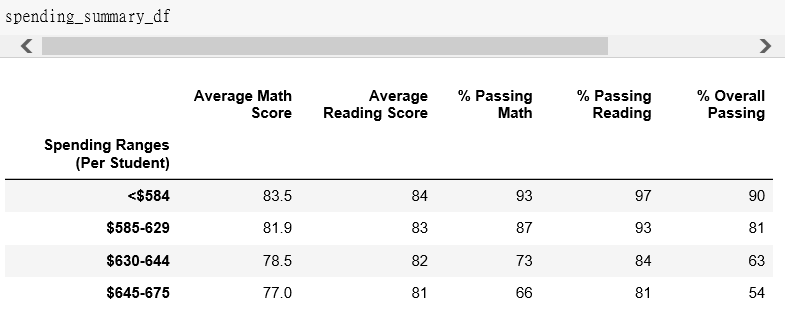 spending_summary_df
Average Math Score Average Reading Score % Passing Math % Passing Reading % Overall Passing
Spending Ranges (Per Student)
<$584 83.5 84 93 97 90
$585-629 81.9 83 87 93 81
$630-644 78.5 82 73 84 63
$645-675 77.0 81 66 81 54